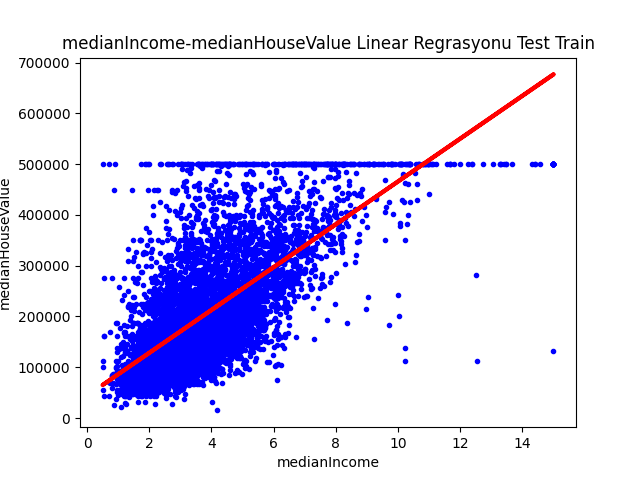 medianIncome-medianHouseValue Linear Regrasyonu Test Train
700000
600000
500000
400000
300000
200000
100000
0
medianHouseValue
0 2 4 6 8 10 12 14
medianIncome